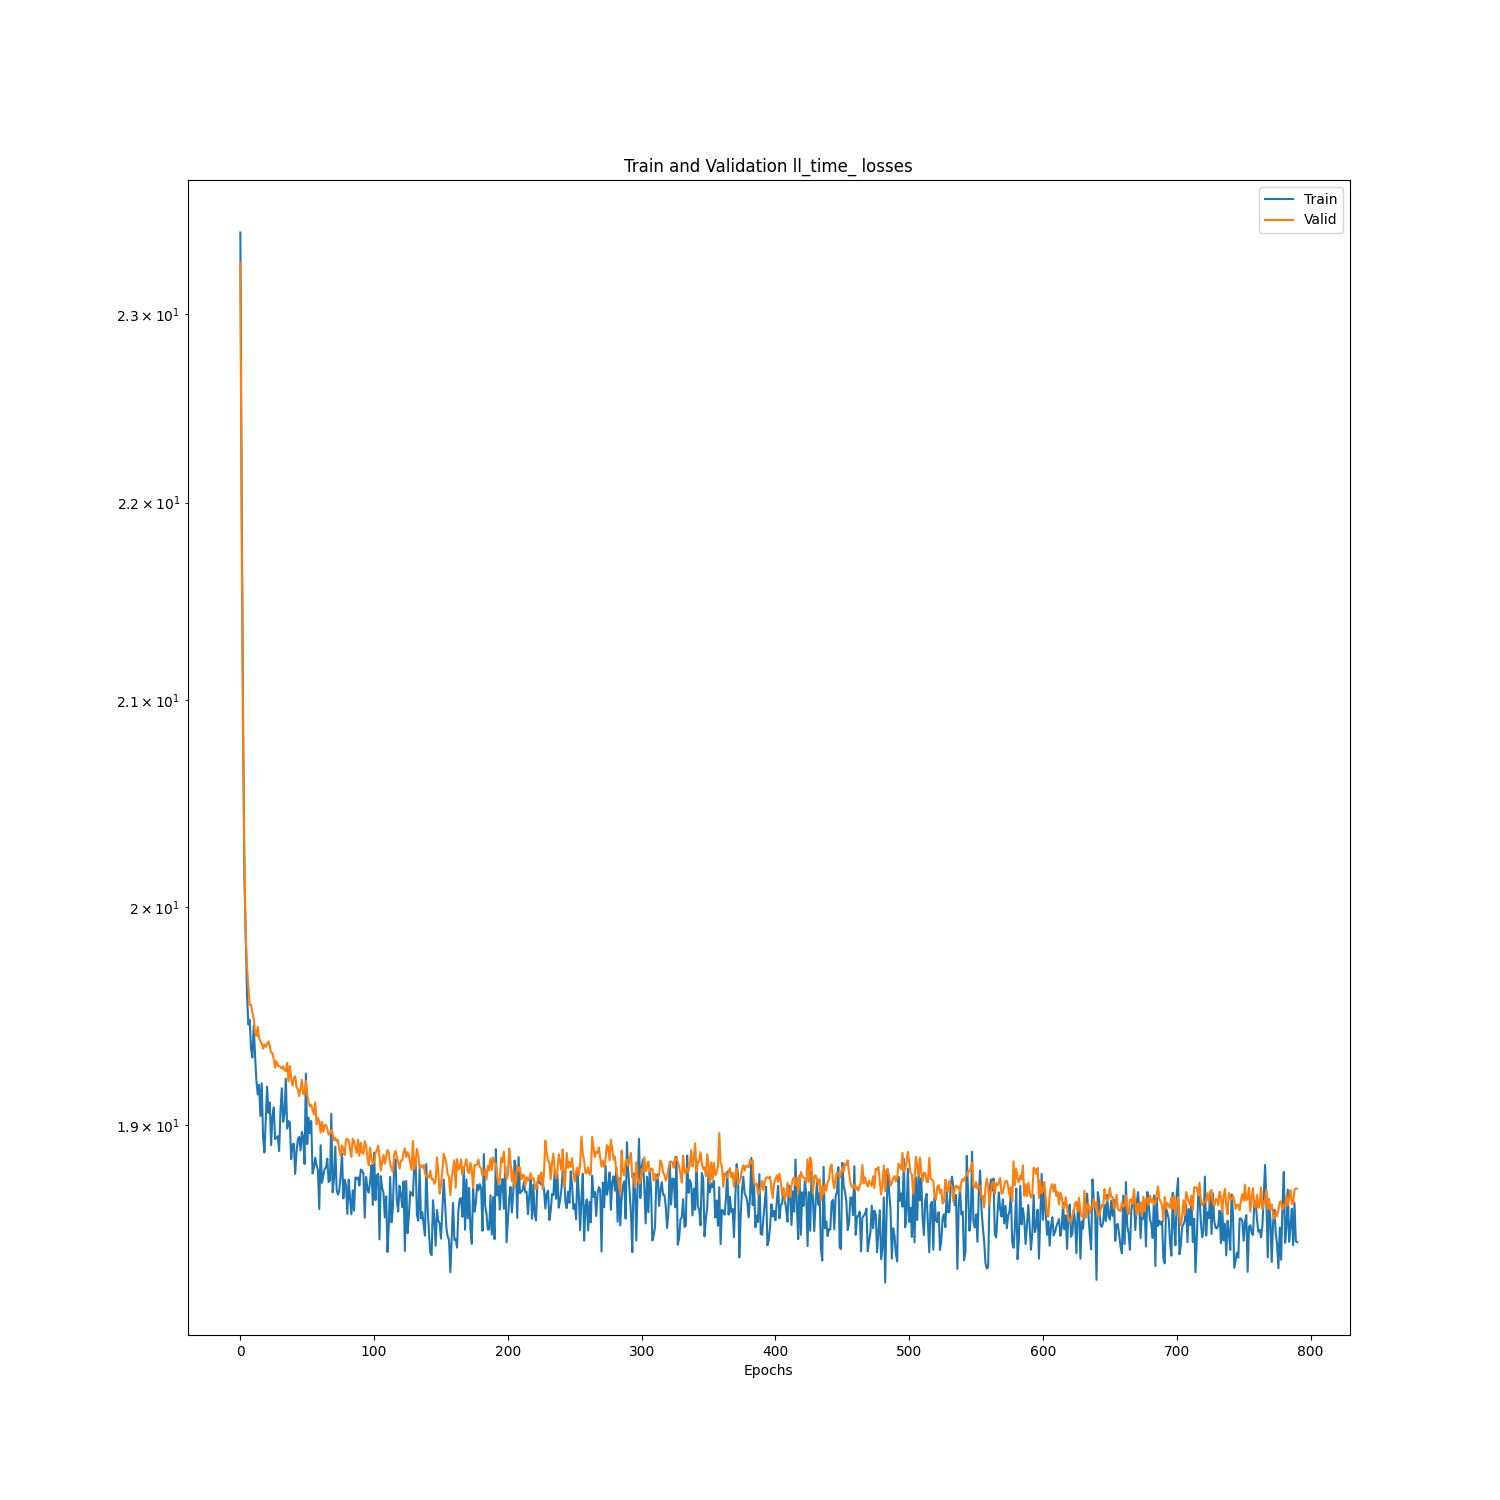 Train and Validation ll_time_ losses
Train
Valid
2.3 × 10¹
2.2 × 10¹
2.1 × 10¹
2 × 10¹
1.9 × 10¹
0 100 200 300 400 500 600 700 800
Epochs